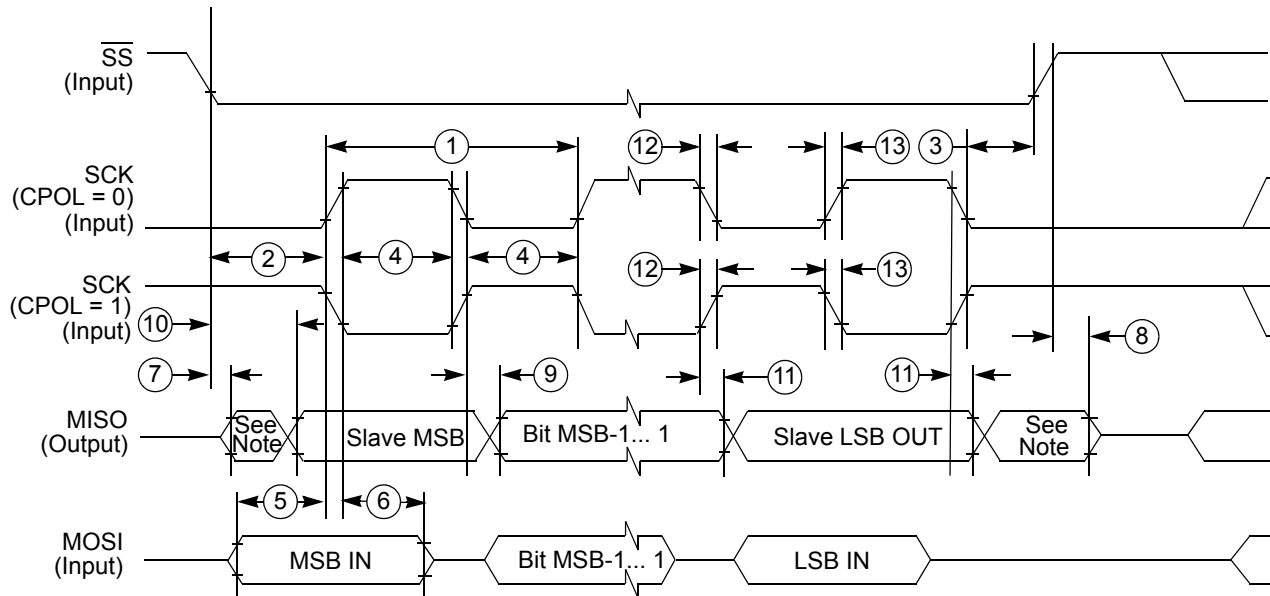 SS
(Input)
1
12
13
3
SCK
(CPOL = 0)
(Input)
2
4
4
12
13
SCK
(CPOL = 1)
(Input)
10
8
7
9
11
11
MISO
(Output)
See
Note
Slave MSB
Bit MSB-1... 1
Slave LSB OUT
See
Note
5
6
MOSI
(Input)
MSB IN
Bit MSB-1... 1
LSB IN